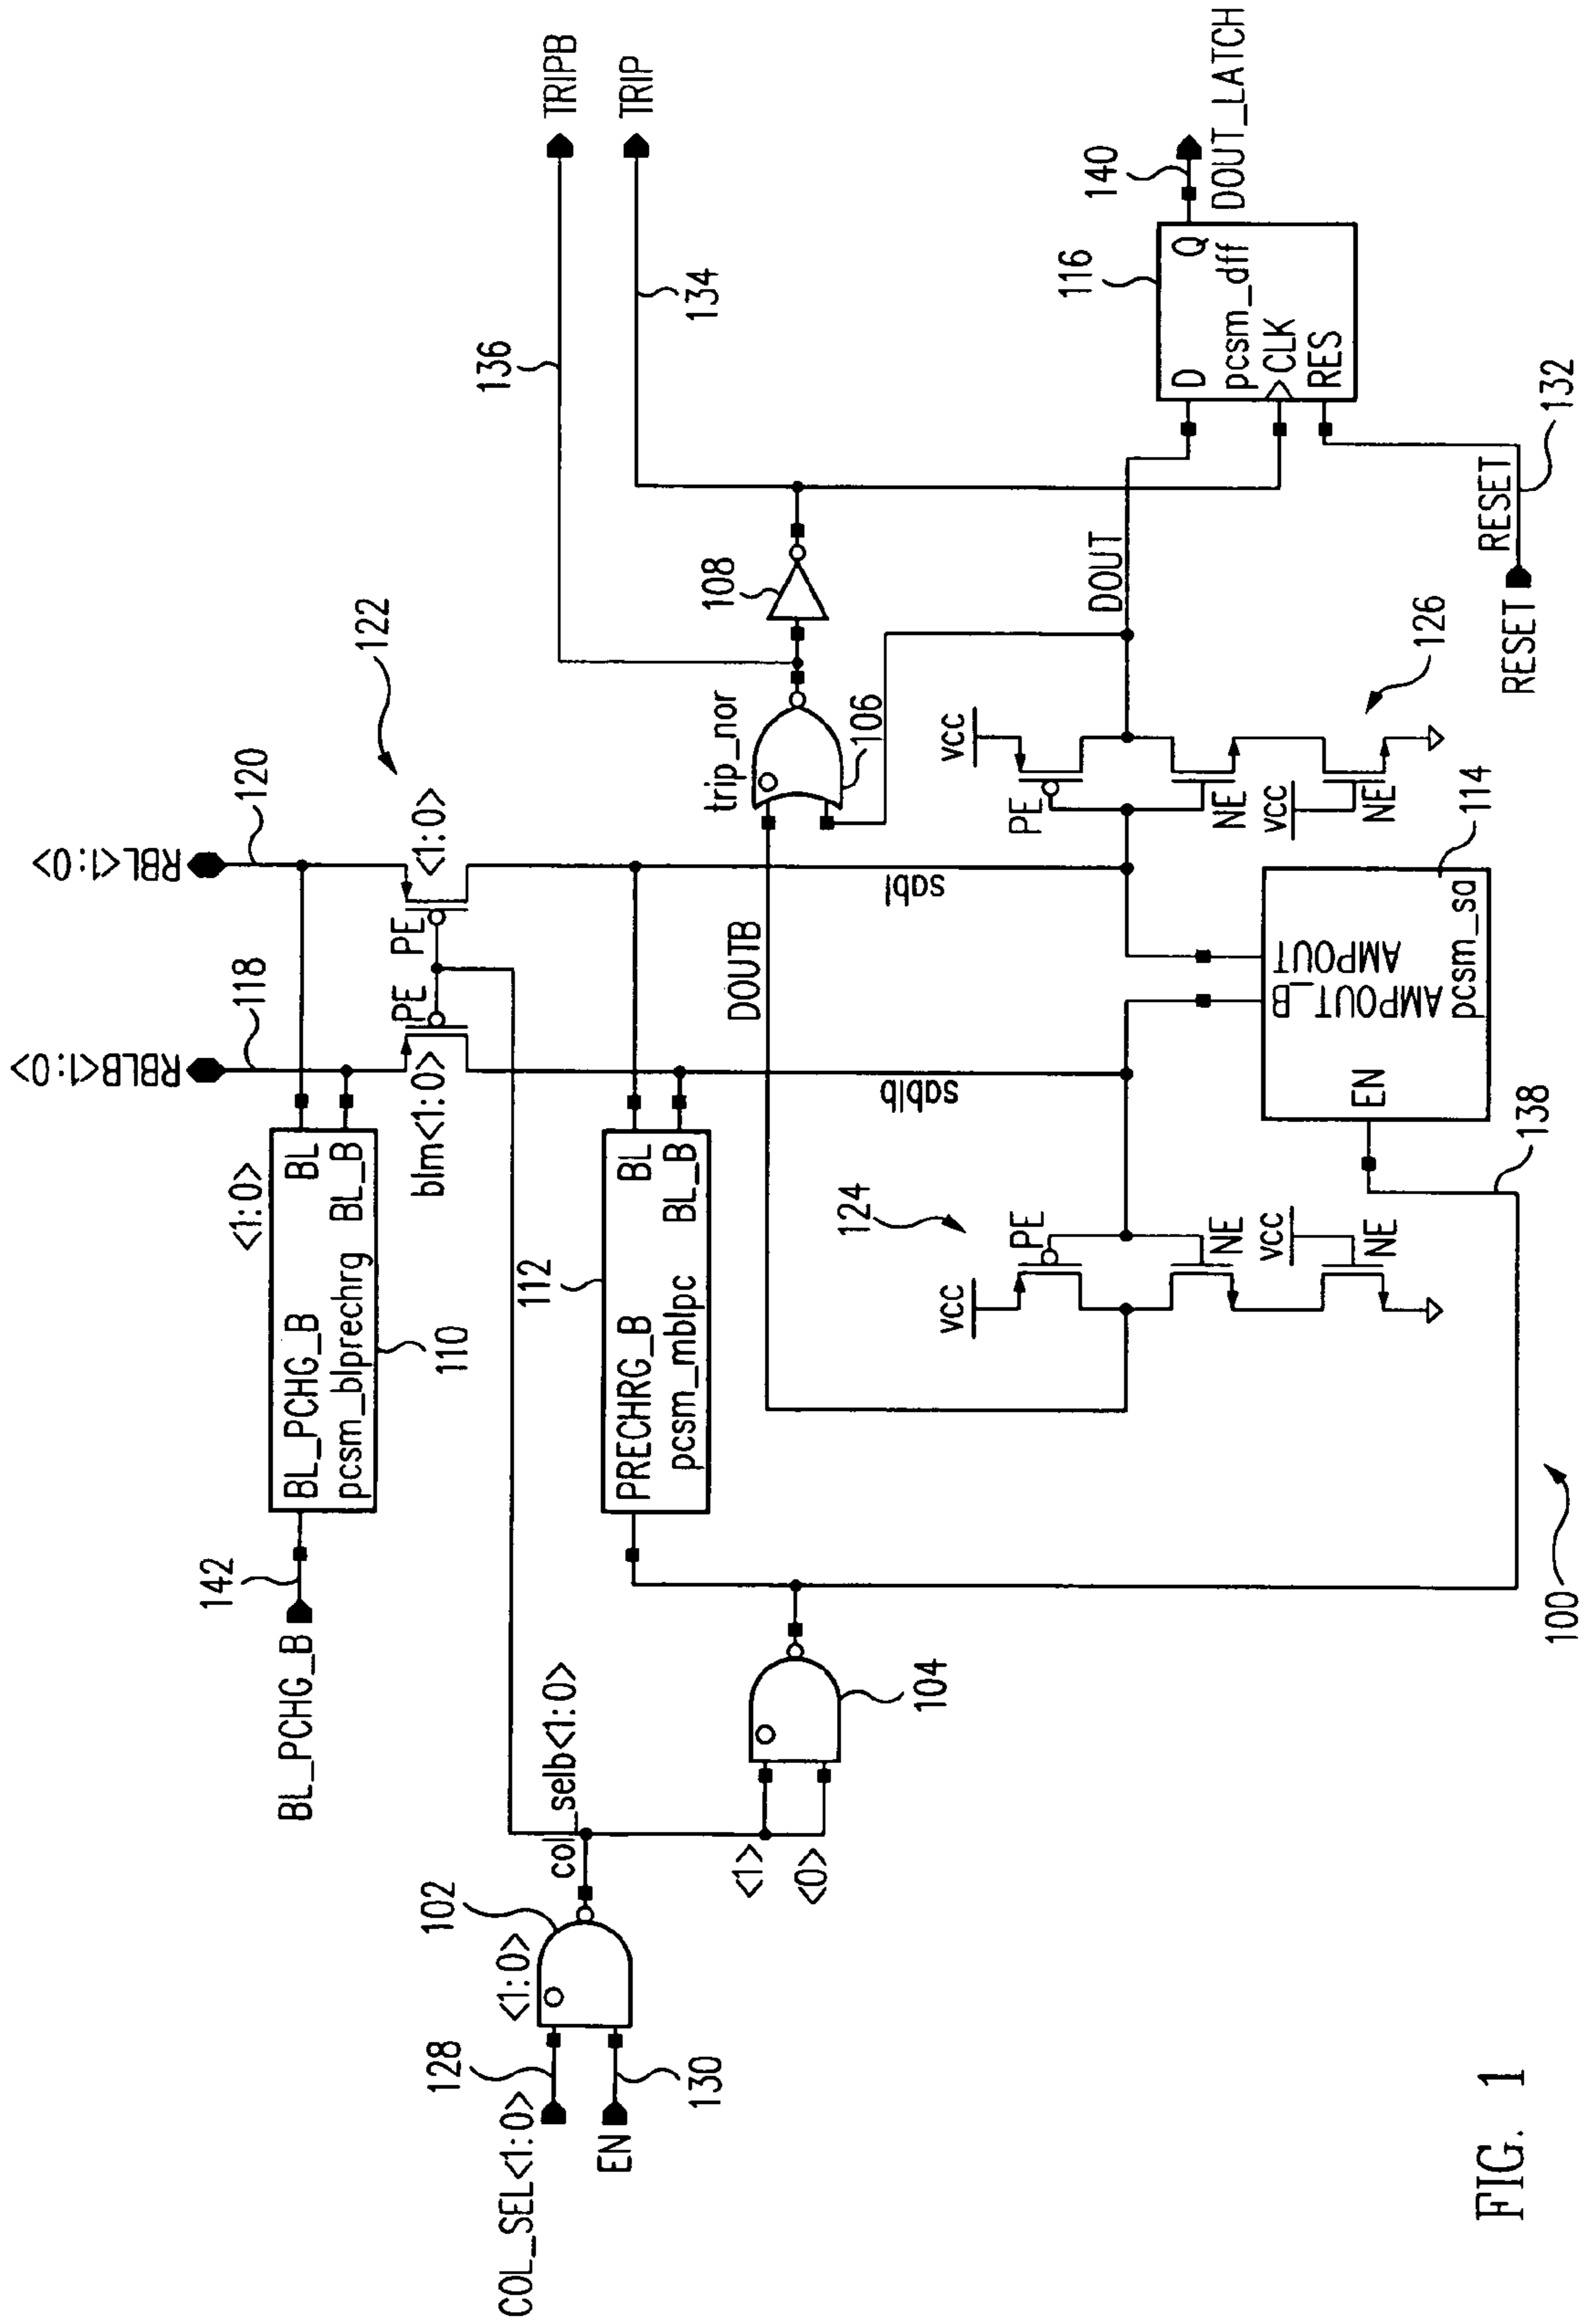 RBLB<1:0>
RBL<1:0>
118
120
122
BL_PCHG_B
142
<1:0>
BL_PCHG_B
BL
pcsm_blprechrg
BL_B
110
blm<1:0>
PE
PE
<1:0>
136
TRIPB
134
TRIP
COL_SEL<1:0>
128
EN
130
<1:0>
102
col_selb<1:0>
<1>
<0>
104
112
PRECHRG_B
BL
pcsm_mblpc
BL_B
sablb
sabl
DOUTB
trip_nor
106
108
DOUT
124
VCC
PE
NE
VCC
NE
VCC
PE
NE
VCC
NE
126
EN
AMPOUT_B
AMPOUT
pcsm_sa
114
138
116
D
Q
pcsm_dff
CLK
RES
140
DOUT_LATCH
RESET
RESET
132
100
FIG. 1